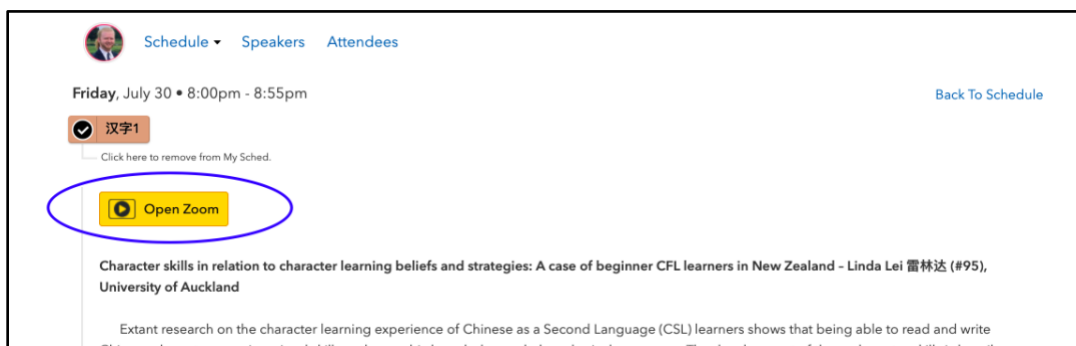 Schedule Speakers Attendees
Friday, July 30 • 8:00pm - 8:55pm
Back To Schedule
汉字1
Click here to remove from My Sched.
Open Zoom
Character skills in relation to character learning beliefs and strategies: A case of beginner CFL learners in New Zealand – Linda Lei 雷林达 (#95),
University of Auckland
Extant research on the character learning experience of Chinese as a Second Language (CSL) learners shows that being able to read and write